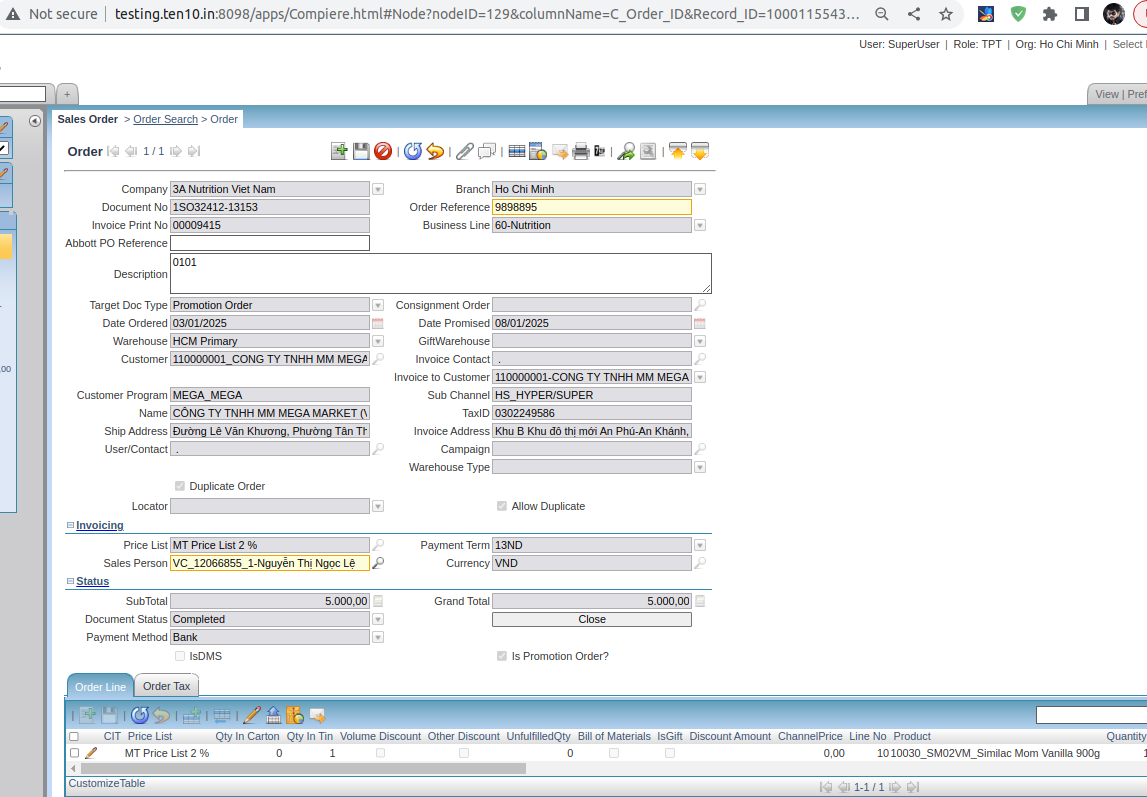 Not secure testing.ten10.in:8098/apps/Compiere.html#Node?nodeID=129&columnName=C_Order_ID&Record_ID=1000115543…
User: SuperUser | Role: TPT | Org: Ho Chi Minh | Select
+
View | Pref
Sales Order > Order Search > Order
Order 1 / 1
Company 3A Nutrition Viet Nam Branch Ho Chi Minh
Document No 1SO32412-13153 Order Reference 9898895
Invoice Print No 00009415 Business Line 60-Nutrition
Abbott PO Reference
Description 0101
Target Doc Type Promotion Order Consignment Order
Date Ordered 03/01/2025 Date Promised 08/01/2025
Warehouse HCM Primary GiftWarehouse
Customer 110000001_CONG TY TNHH MM MEGA Invoice Contact .
,00
Invoice to Customer 110000001-CONG TY TNHH MM MEGA
Customer Program MEGA_MEGA Sub Channel HS_HYPER/SUPER
Name CÔNG TY TNHH MM MEGA MARKET (V TaxID 0302249586
Ship Address Đường Lê Văn Khương, Phường Tân Th Invoice Address Khu B Khu đô thị mới An Phú-An Khánh,
User/Contact . Campaign
Warehouse Type
Duplicate Order
Locator Allow Duplicate
Invoicing
Price List MT Price List 2 % Payment Term 13ND
Sales Person VC_12066855_1-Nguyễn Thị Ngọc Lệ Currency VND
Status
SubTotal 5.000,00 Grand Total 5.000,00
Document Status Completed Close
Payment Method Bank
IsDMS Is Promotion Order?
Order Line Order Tax
CIT Price List Qty In Carton Qty In Tin Volume Discount Other Discount UnfulfilledQty Bill of Materials IsGift Discount Amount ChannelPrice Line No Product Quantity
MT Price List 2 % 0 1 0 0,00 10 10030_SM02VM_Similac Mom Vanilla 900g 1
CustomizeTable 1-1 / 1